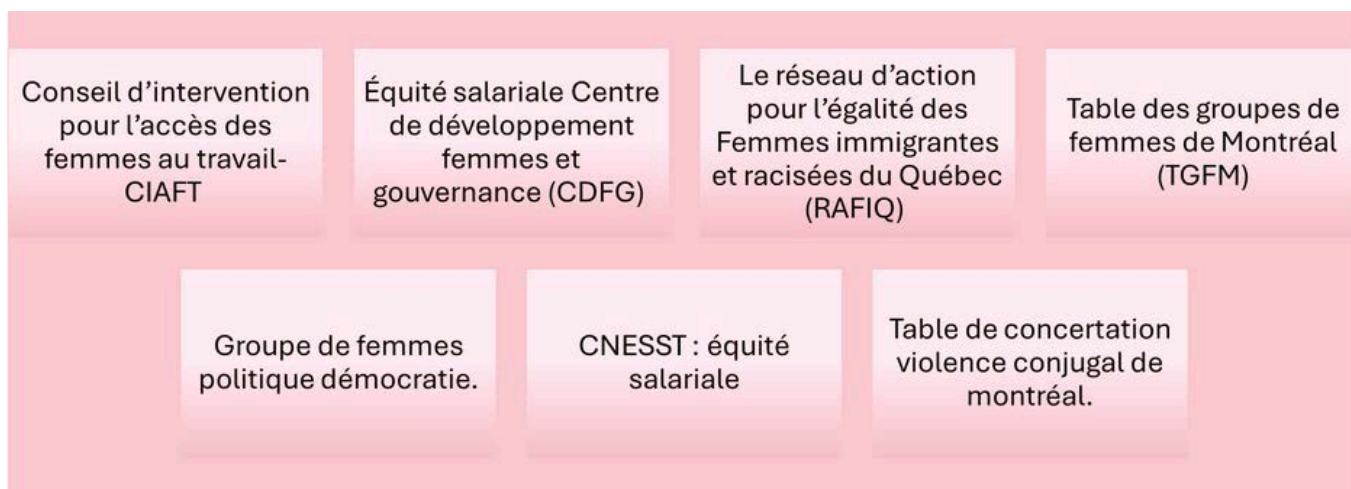 Conseil d’intervention
pour l’accès des
femmes au travail-
CIAFT
Équité salariale Centre
de développement
femmes et
gouvernance (CDFG)
Le réseau d’action
pour l’égalité des
Femmes immigrantes
et racisées du Québec
(RAFIQ)
Table des groupes de
femmes de Montréal
(TGFM)
Groupe de femmes
politique démocratie.
CNESST : équité
salariale
Table de concertation
violence conjugal de
montréal.